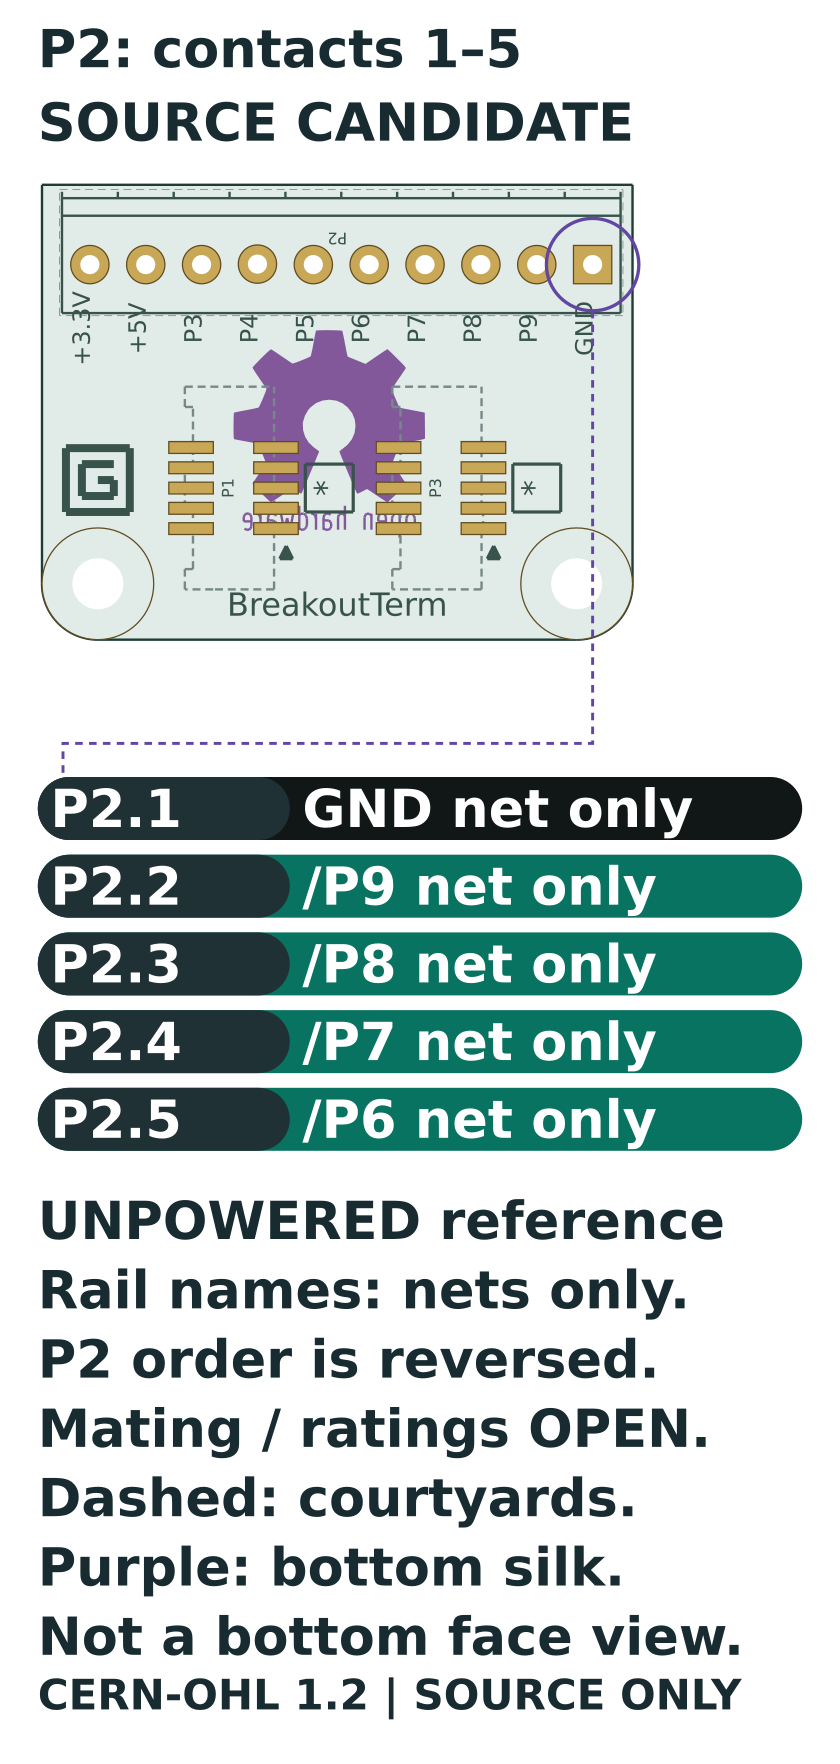 P2: contacts 1–5
SOURCE CANDIDATE
P2
+3.3V +5V P3 P4 P5 P6 P7 P8 P9 GND
P1 * P3 *
open hardware
BreakoutTerm
P2.1 GND net only
P2.2 /P9 net only
P2.3 /P8 net only
P2.4 /P7 net only
P2.5 /P6 net only
UNPOWERED reference
Rail names: nets only.
P2 order is reversed.
Mating / ratings OPEN.
Dashed: courtyards.
Purple: bottom silk.
Not a bottom face view.
CERN-OHL 1.2 | SOURCE ONLY